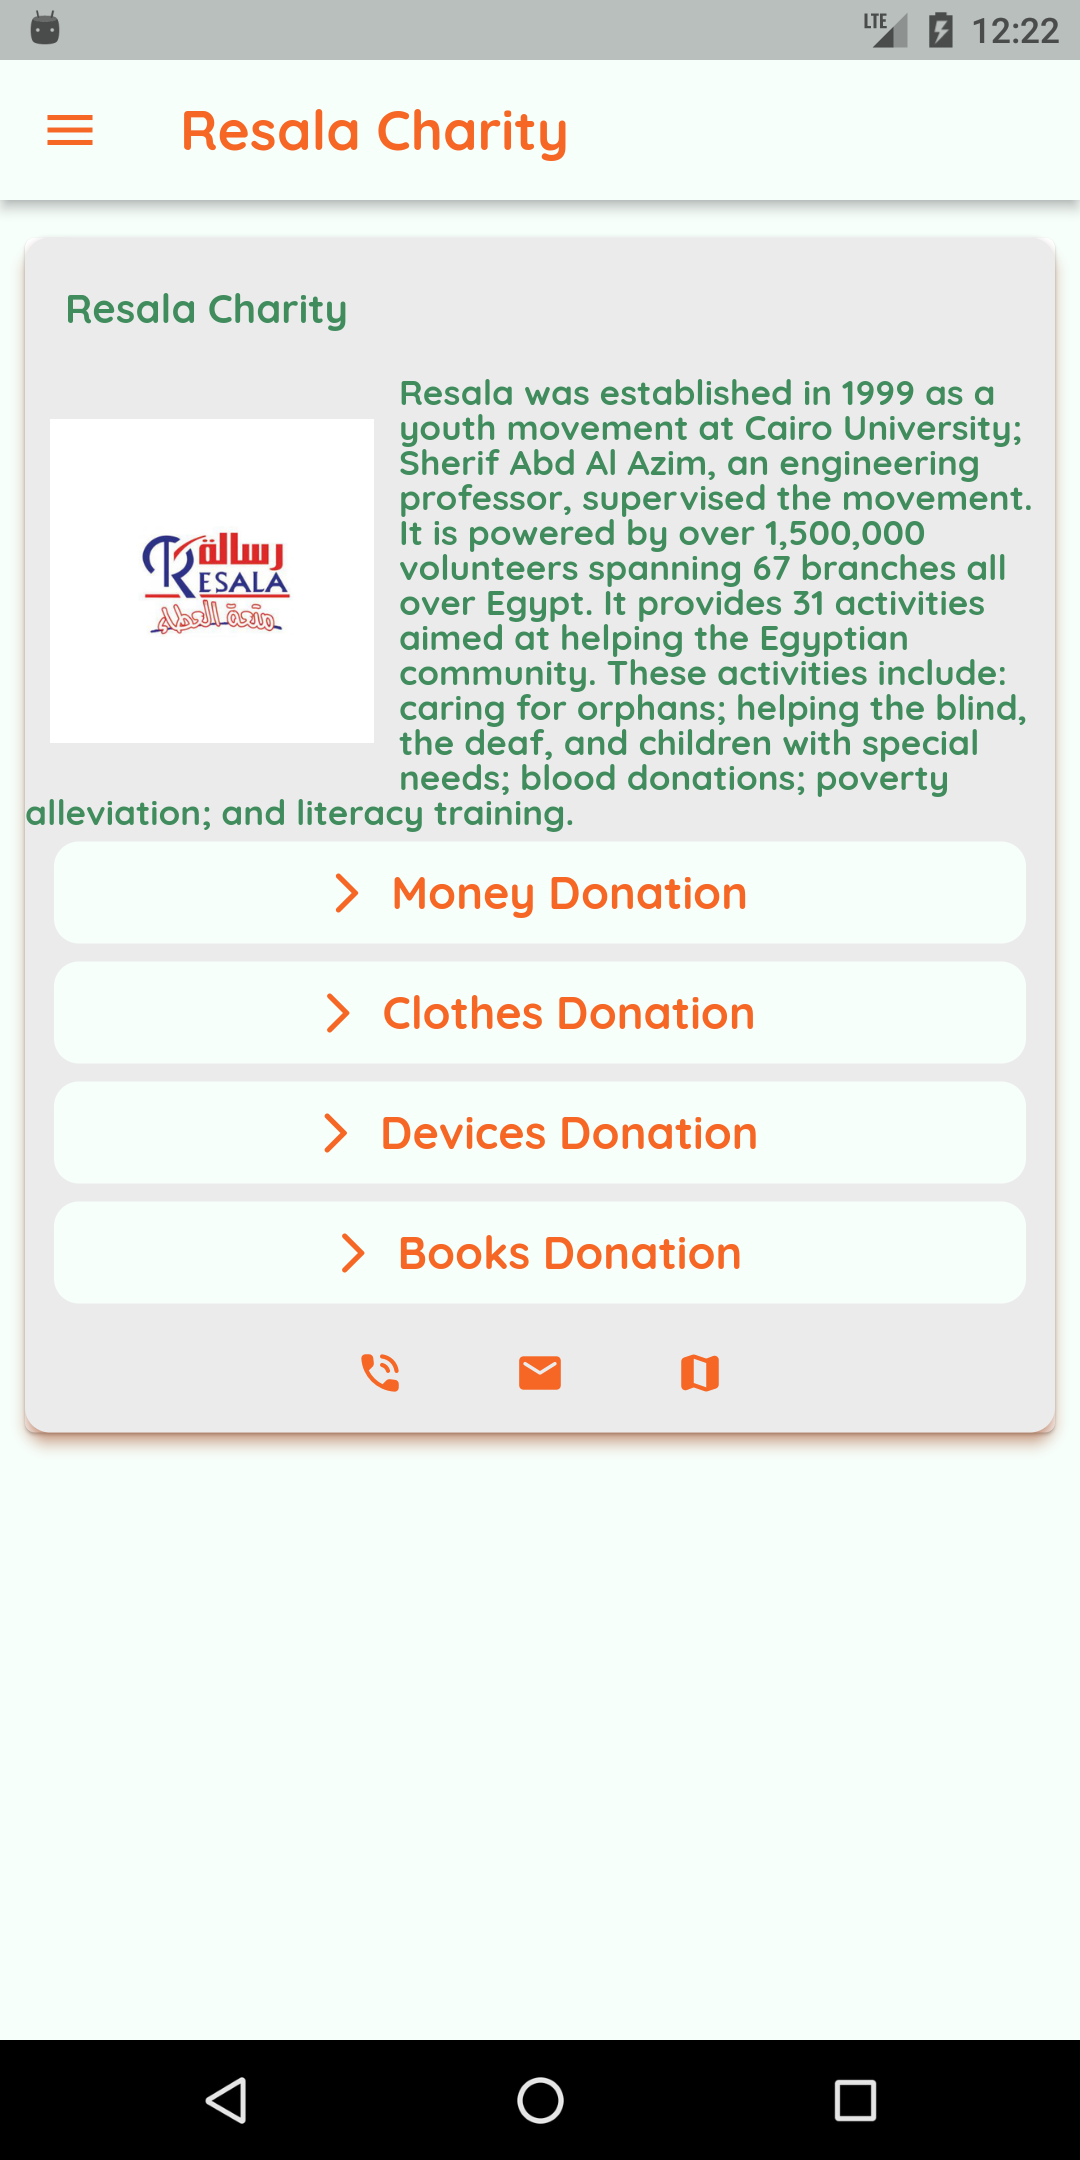 LTE 12:22
Resala Charity
Resala Charity
Resala was established in 1999 as a
youth movement at Cairo University;
Sherif Abd Al Azim, an engineering
professor, supervised the movement.
It is powered by over 1,500,000
volunteers spanning 67 branches all
over Egypt. It provides 31 activities
aimed at helping the Egyptian
community. These activities include:
caring for orphans; helping the blind,
the deaf, and children with special
needs; blood donations; poverty
alleviation; and literacy training.
رسالة
RESALA
متعة العطاء
Money Donation
Clothes Donation
Devices Donation
Books Donation